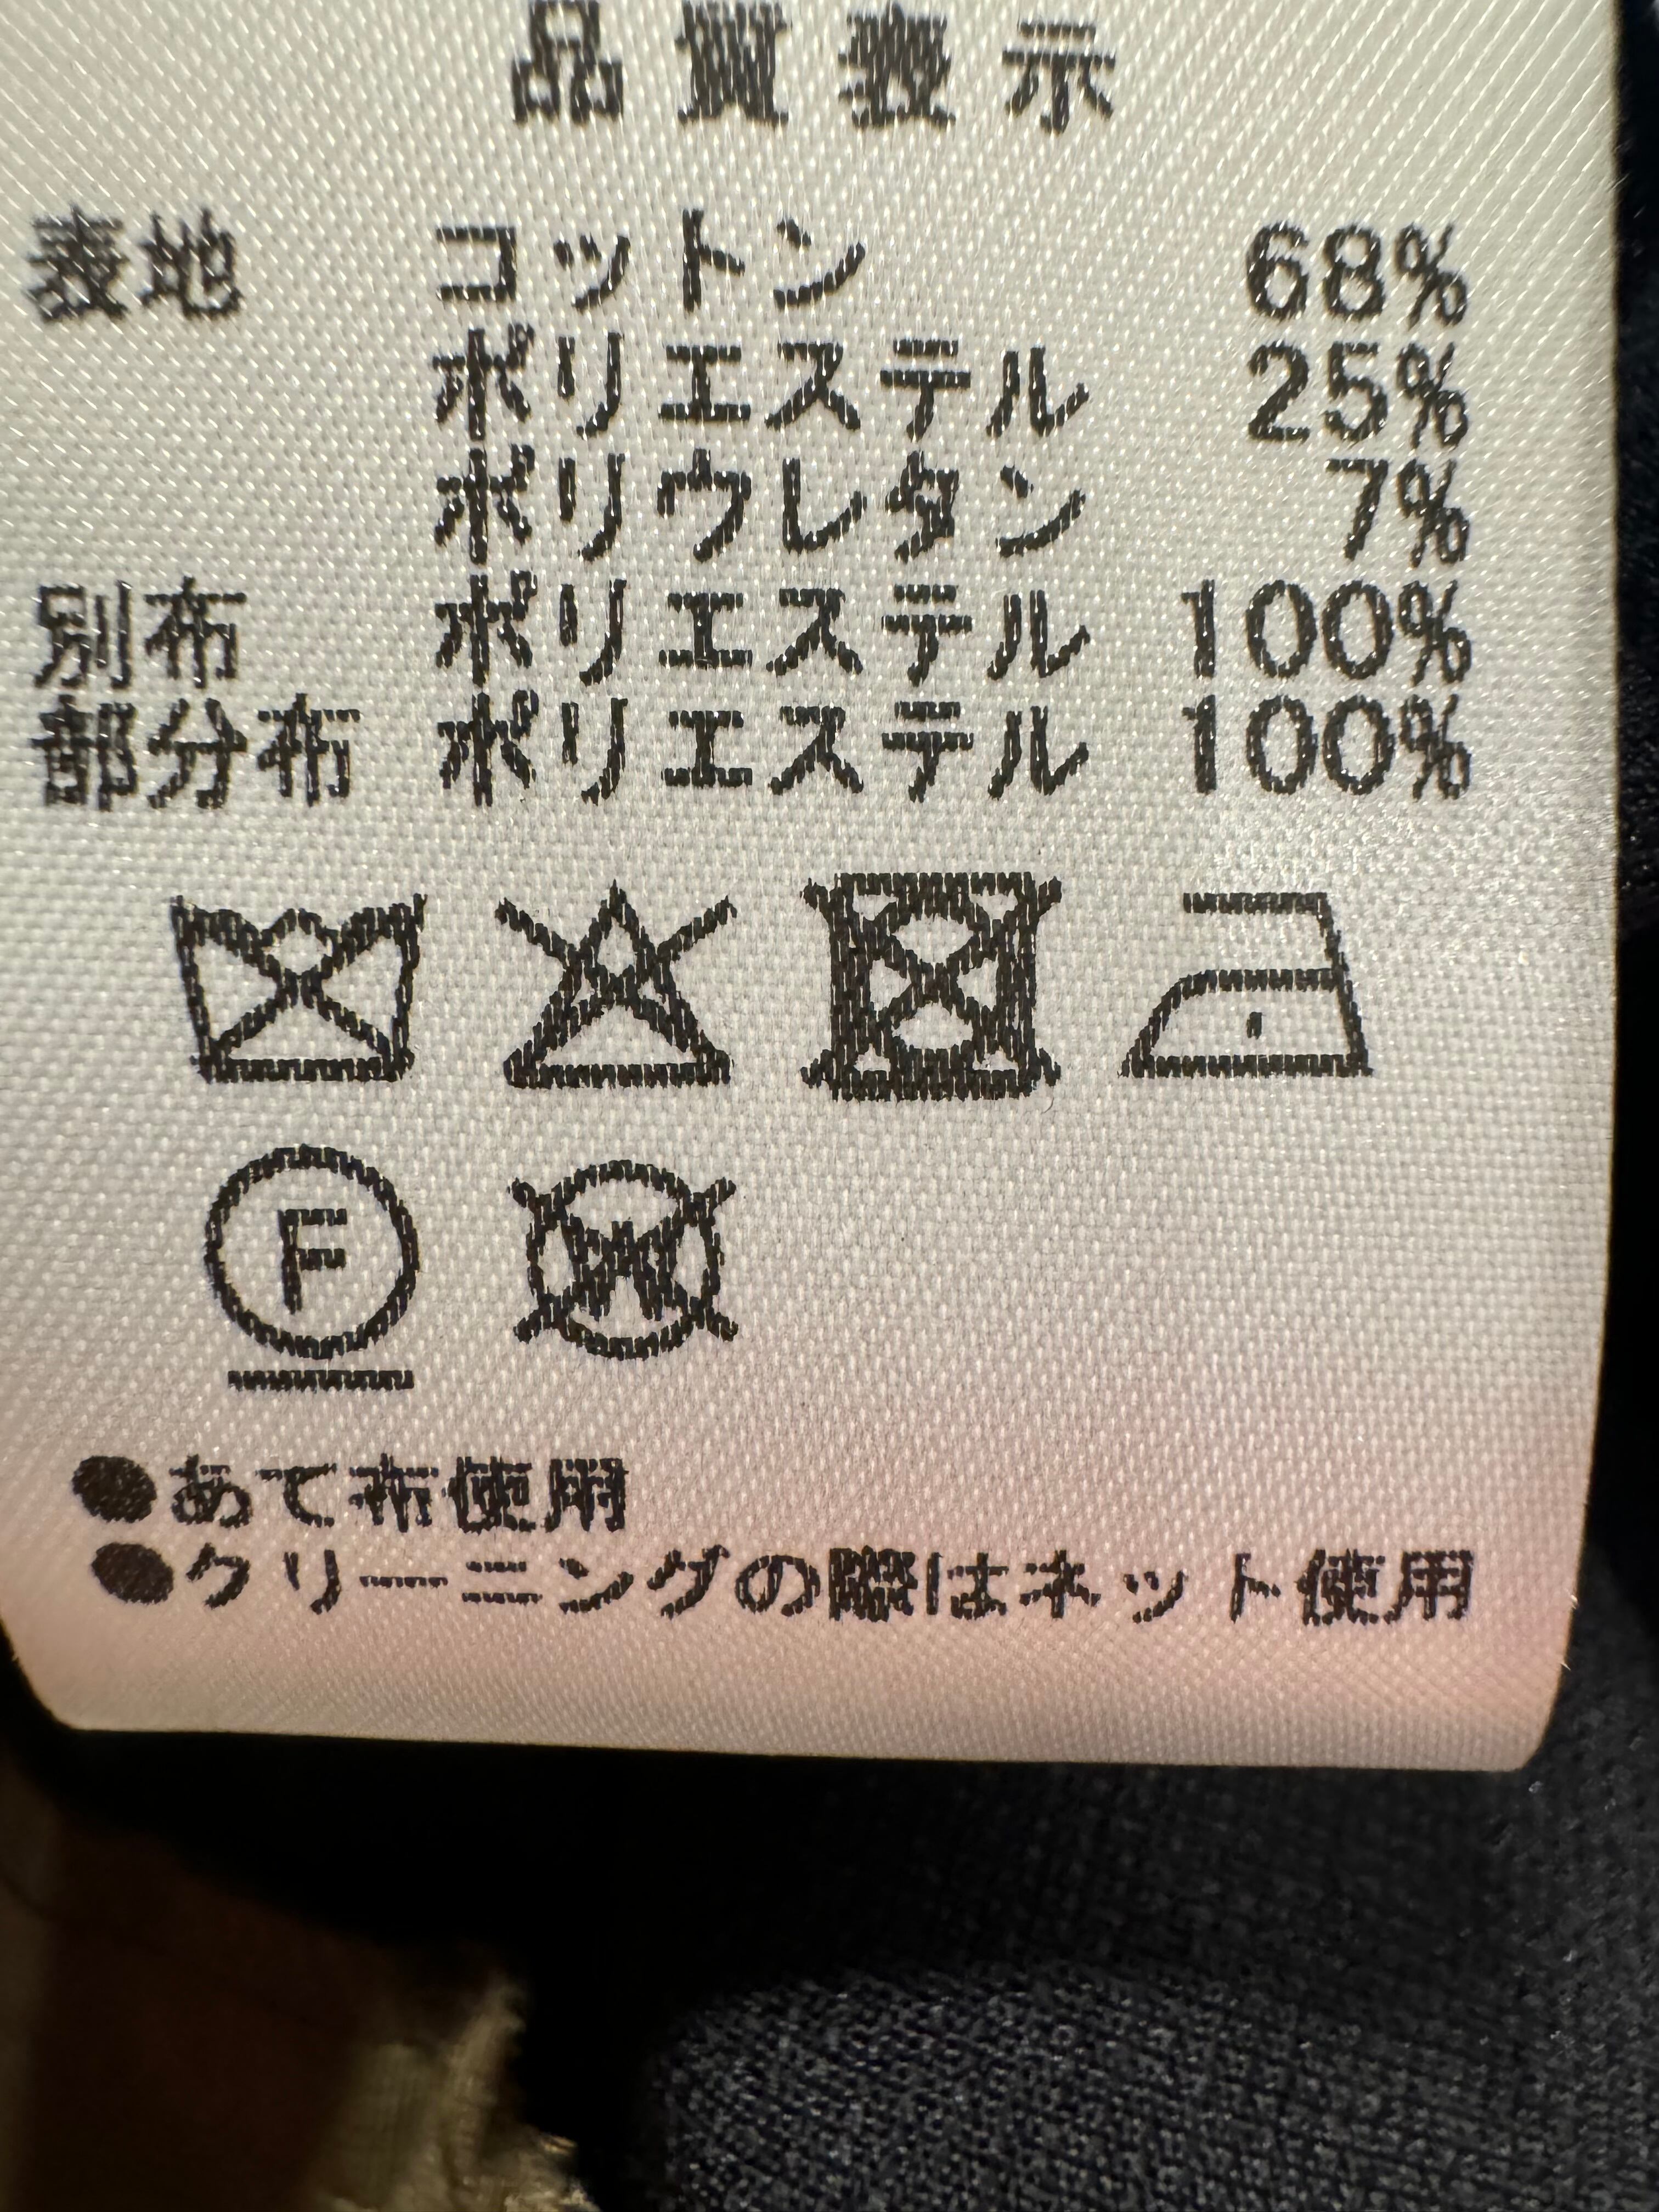 品質表示
表地 コットン 68%
ポリエステル 25%
ポリウレタン 7%
別布 ポリエステル 100%
部分布 ポリエステル 100%
F W
●あて布使用
●クリーニングの際はネット使用